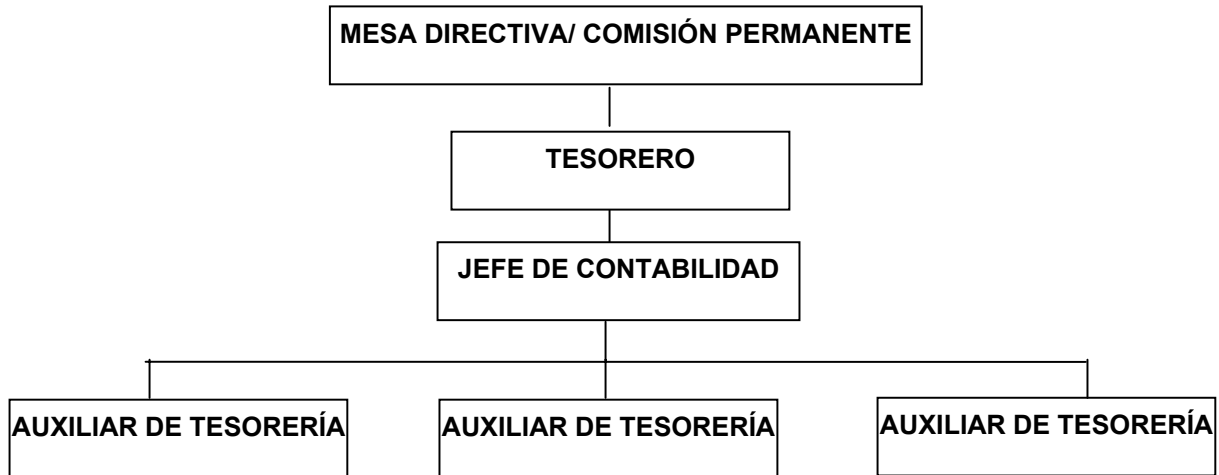 MESA DIRECTIVA/ COMISIÓN PERMANENTE
TESORERO
JEFE DE CONTABILIDAD
AUXILIAR DE TESORERÍA
AUXILIAR DE TESORERÍA
AUXILIAR DE TESORERÍA